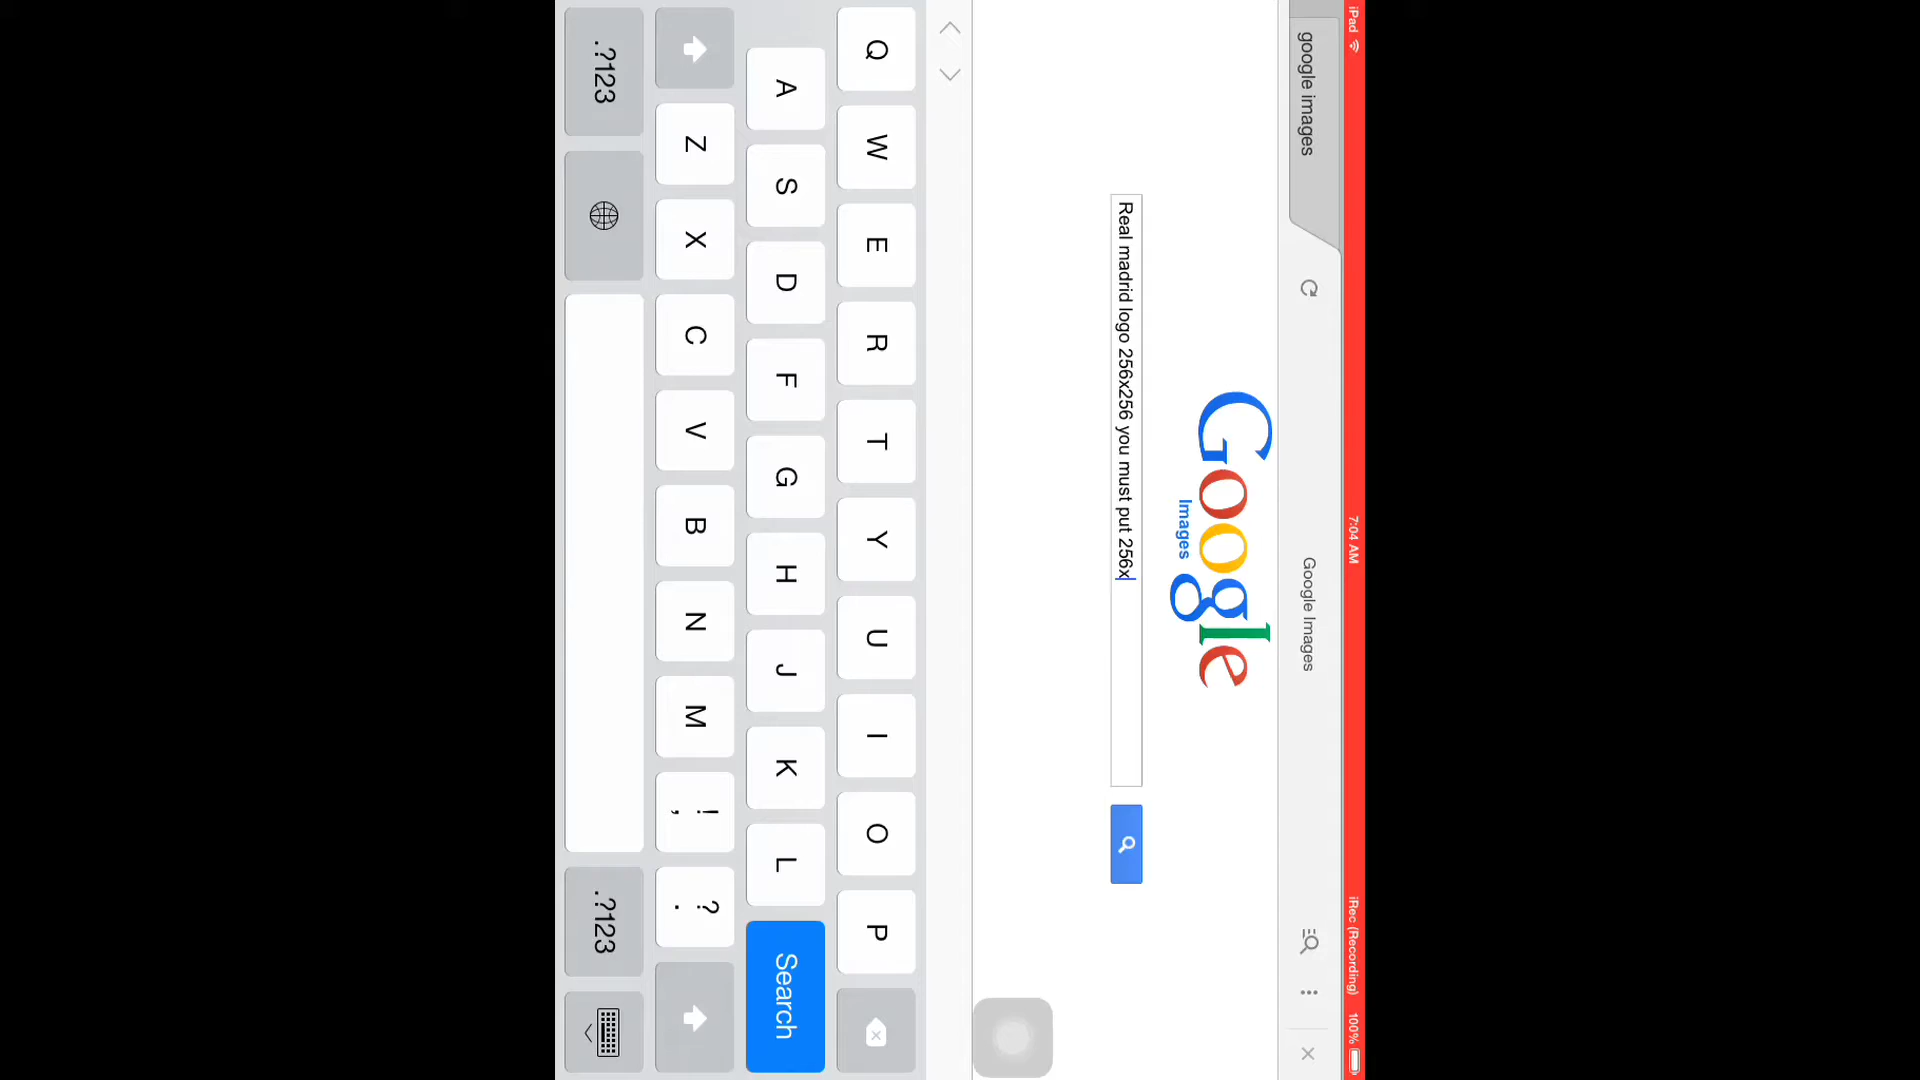 iPad
7:04 AM
iRec (Recording)
100%
google images
Google Images
Google
Images
Real madrid logo 256x256 you must put 256x
Q W E R T Y U I O P
A S D F G H J K L Search
Z X C V B N M ! , ? .
.?123
.?123